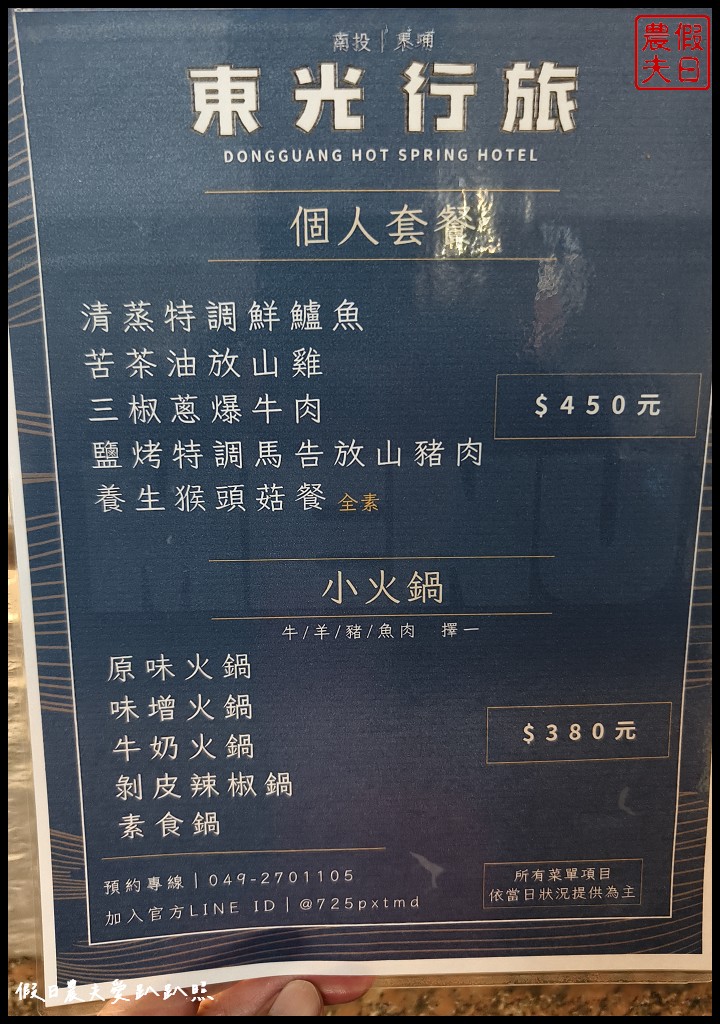 農假
夫日
南投｜東埔
東光行旅
DONGGUANG HOT SPRING HOTEL
個人套餐
清蒸特調鮮鱸魚
苦茶油放山雞
三椒蔥爆牛肉
鹽烤特調馬告放山豬肉
養生猴頭菇餐 全素
$450元
小火鍋
牛/羊/豬/魚肉 擇一
原味火鍋
味增火鍋
牛奶火鍋
剝皮辣椒鍋
素食鍋
$380元
預約專線｜049-2701105
加入官方LINE ID｜@725pxtmd
所有菜單項目
依當日狀況提供為主
假日農夫愛趴趴照